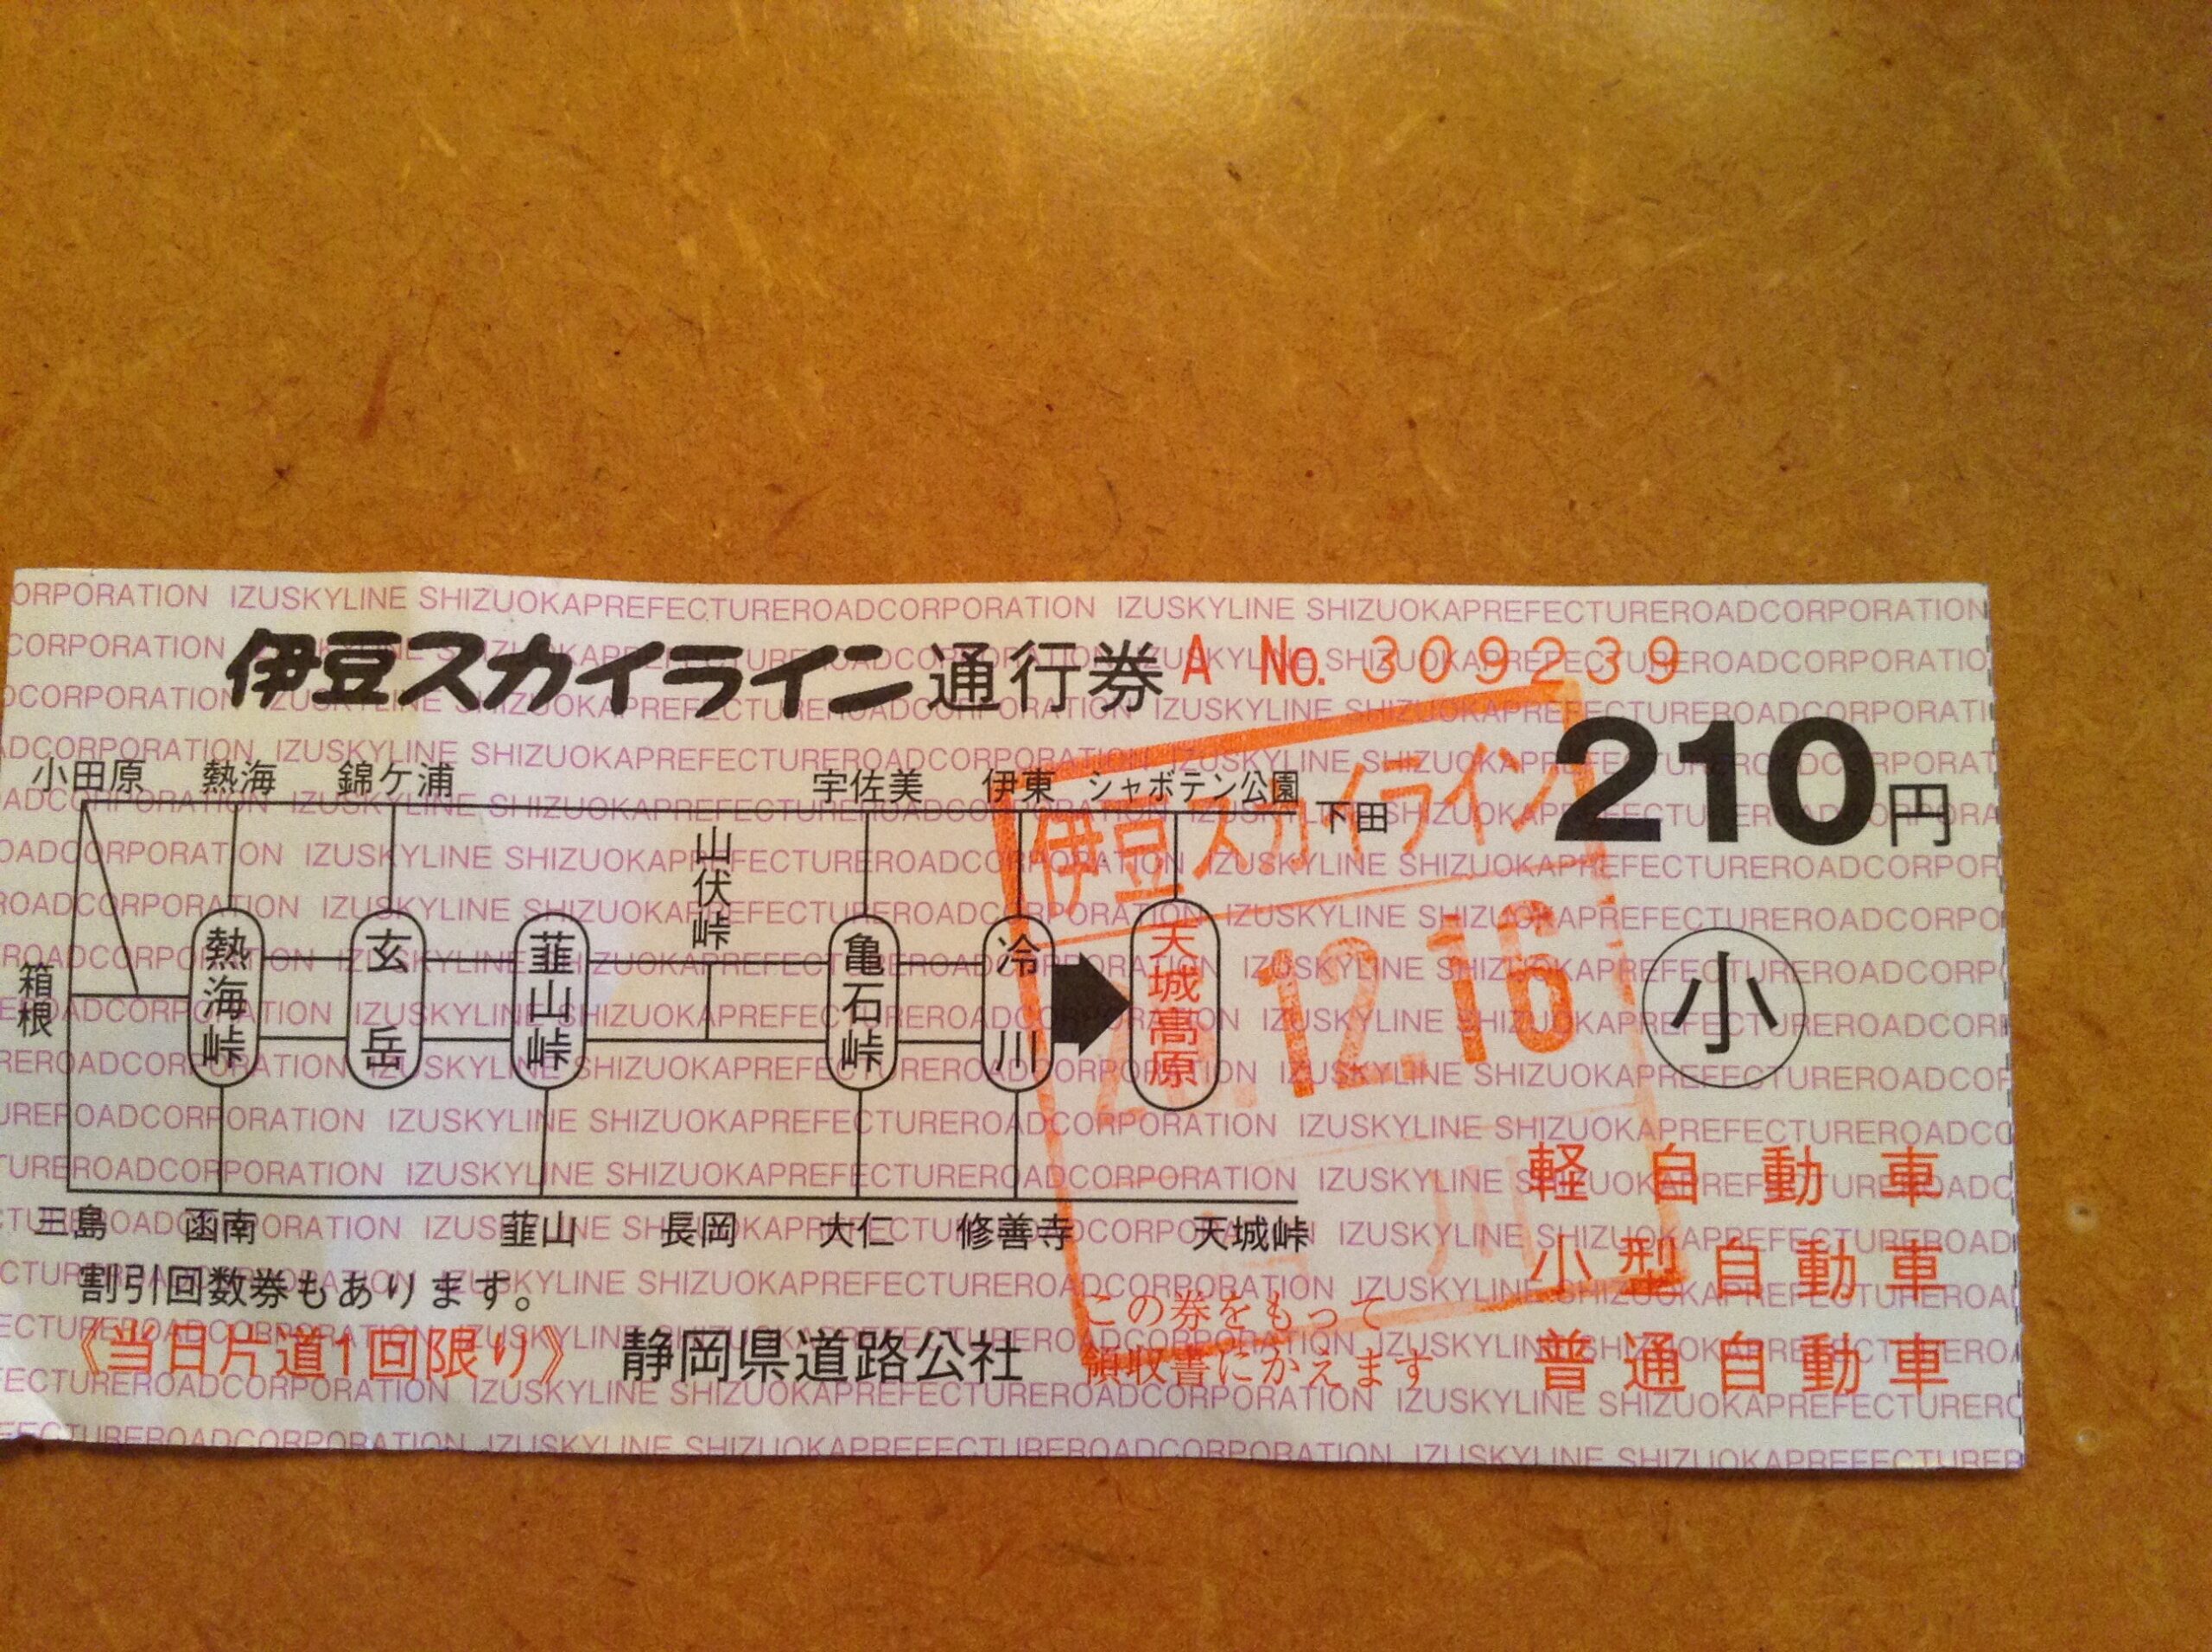 伊豆スカイライン通行券 A No. 309239
210円
小田原 熱海 錦ケ浦 宇佐美 伊東 シャボテン公園 下田
箱根
熱海峠
玄岳
韮山峠
山伏峠
亀石峠
冷川
天城高原
三島 函南 韮山 長岡 大仁 修善寺 天城峠
小
軽自動車
小型自動車
普通自動車
割引回数券もあります。
《当日片道1回限り》 静岡県道路公社
この券をもって
領収書にかえます
伊豆スカイライン
12.16
IZUSKYLINE SHIZUOKAPREFECTUREROADCORPORATION